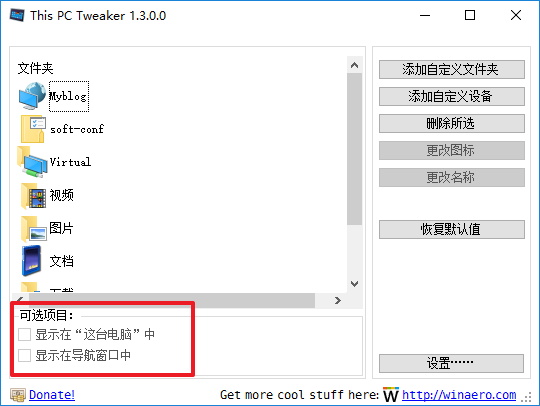 This PC Tweaker 1.3.0.0
文件夹
Myblog
soft-conf
Virtual
视频
图片
文档
下载
添加自定义文件夹
添加自定义设备
删除所选
更改图标
更改名称
恢复默认值
可选项目：
显示在“这台电脑”中
显示在导航窗口中
设置……
Donate!
Get more cool stuff here:
http://winaero.com